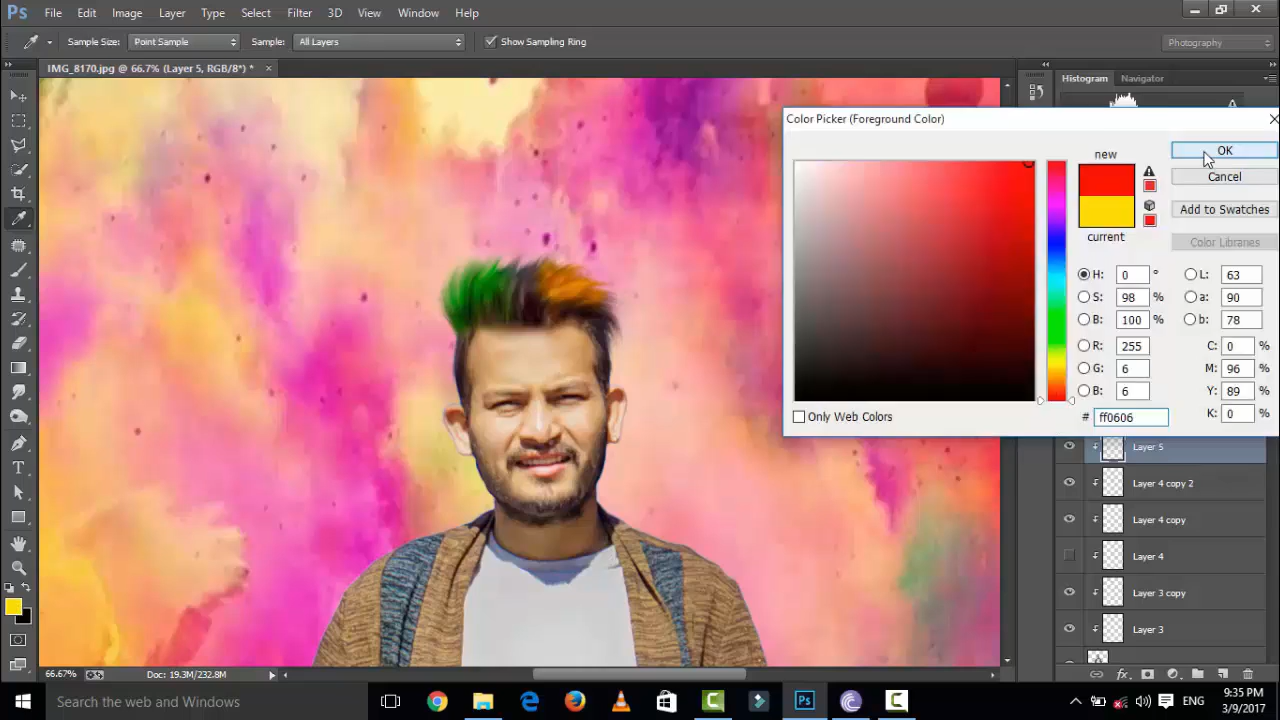 Ps File Edit Image Layer Type Select Filter 3D View Window Help
Sample Size: Point Sample Sample: All Layers Show Sampling Ring Photography
IMG_8170.jpg @ 66.7% (Layer 5, RGB/8*) * ×
Histogram Navigator
Color Picker (Foreground Color)
new
OK
Cancel
Add to Swatches
current
Color Libraries
H: 0 ° L: 63
S: 98 % a: 90
B: 100 % b: 78
R: 255 C: 0 %
G: 6 M: 96 %
B: 6 Y: 89 %
K: 0 %
Only Web Colors # ff0606
Layer 5
Layer 4 copy 2
Layer 4 copy
Layer 4
Layer 3 copy
Layer 3
66.67% Doc: 19.3M/232.8M
Search the web and Windows
Ps
ENG
9:35 PM
3/9/2017